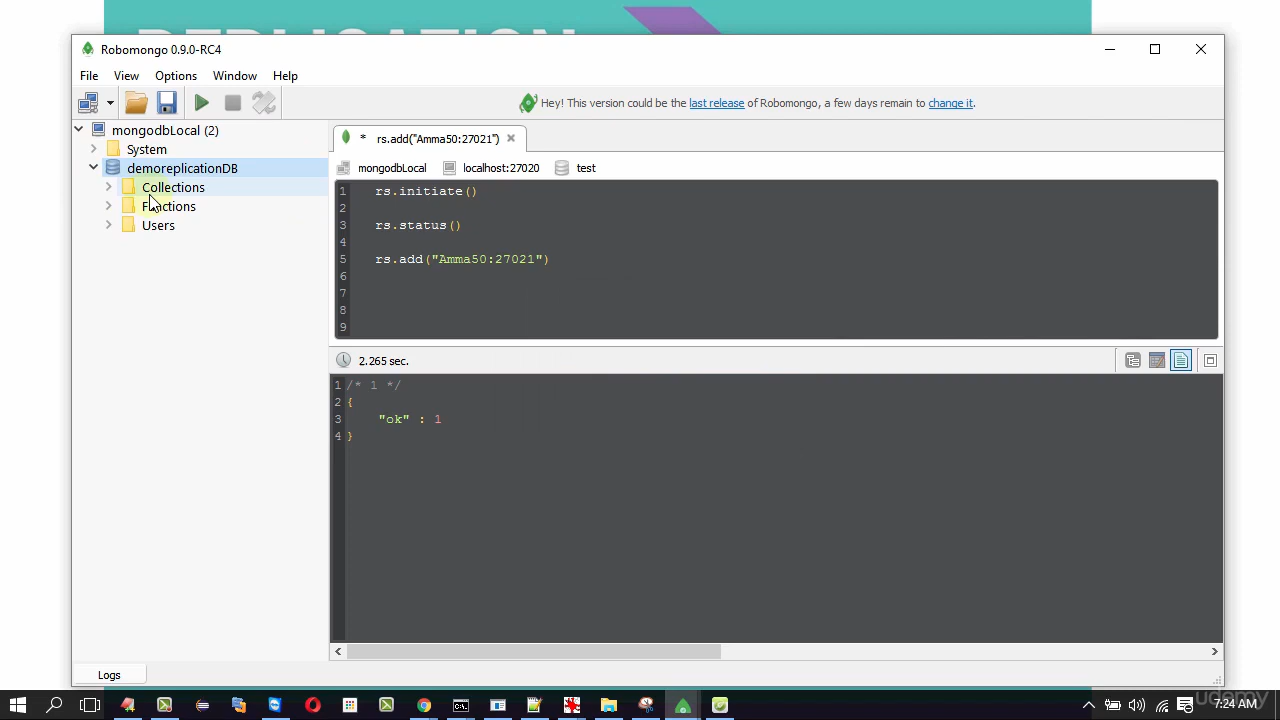 REPLICATION
Robomongo 0.9.0-RC4
File View Options Window Help
Hey! This version could be the last release of Robomongo, a few days remain to change it.
mongodbLocal (2)
System
demoreplicationDB
Collections
Functions
Users
* rs.add("Amma50:27021")
mongodbLocal localhost:27020 test
1 rs.initiate()
2
3 rs.status()
4
5 rs.add("Amma50:27021")
6
7
8
9
2.265 sec.
1 /* 1 */
2 {
3 "ok" : 1
4 }
Logs
7:24 AM
udemy